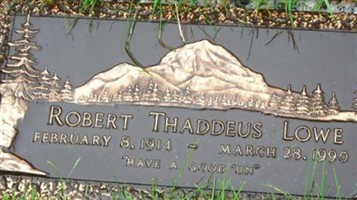 ROBERT THADDEUS LOWE
FEBRUARY 8, 1914 - MARCH 28, 1990
"HAVE A GOOD 'UN"